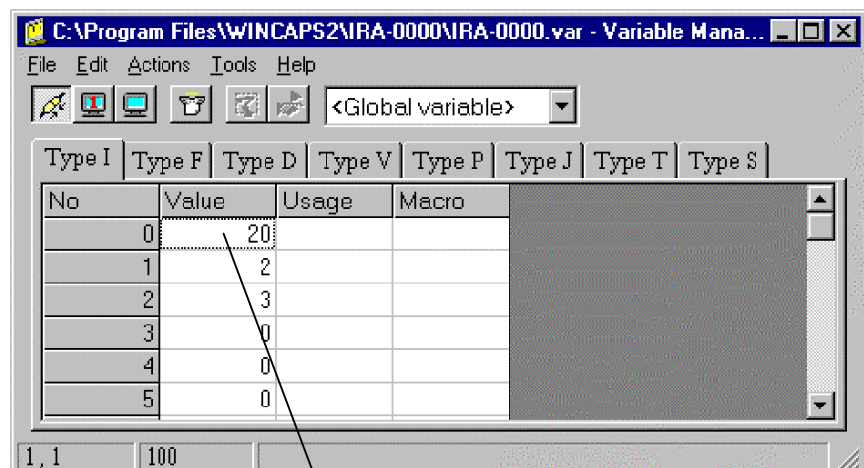 C:\Program Files\WINCAPS2\IRA-0000\IRA-0000.var - Variable Mana...
File Edit Actions Tools Help
<Global variable>
Type I Type F Type D Type V Type P Type J Type T Type S
No Value Usage Macro
0 20
1 2
2 3
3 0
4 0
5 0
1, 1 100